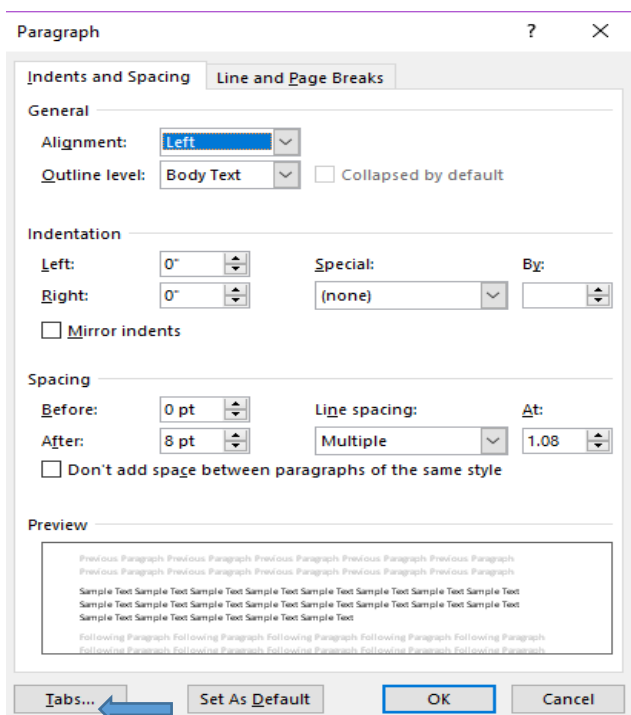 Paragraph ?
Indents and Spacing Line and Page Breaks
General
Alignment: Left
Outline level: Body Text Collapsed by default
Indentation
Left: 0" Special: By:
Right: 0" (none)
Mirror indents
Spacing
Before: 0 pt Line spacing: At:
After: 8 pt Multiple 1.08
Don't add space between paragraphs of the same style
Preview
Previous Paragraph Previous Paragraph Previous Paragraph Previous Paragraph Previous Paragraph
Previous Paragraph Previous Paragraph Previous Paragraph Previous Paragraph Previous Paragraph
Sample Text Sample Text Sample Text Sample Text Sample Text Sample Text Sample Text Sample Text
Sample Text Sample Text Sample Text Sample Text Sample Text Sample Text Sample Text Sample Text
Sample Text Sample Text Sample Text Sample Text Sample Text
Following Paragraph Following Paragraph Following Paragraph Following Paragraph Following Paragraph
Following Paragraph Following Paragraph Following Paragraph Following Paragraph Following Paragraph
Tabs... Set As Default OK Cancel